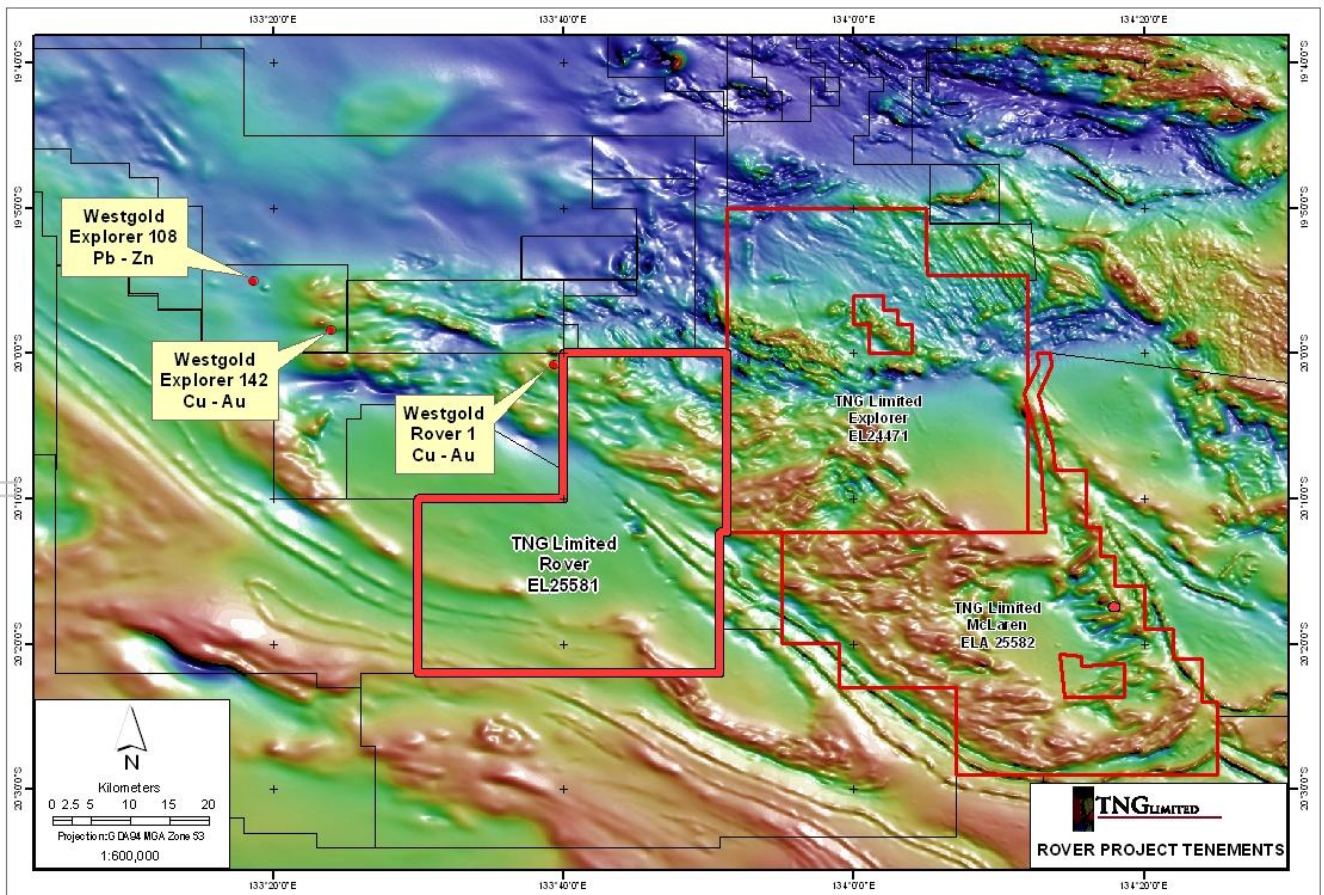 133°20'0"E
133°40'0"E
134°0'0"E
134°20'0"E
19°40'0"S
19°40'0"S
19°50'0"S
19°50'0"S
Westgold
Explorer 108
Pb - Zn
Westgold
Explorer 142
Cu - Au
20°0'0"S
20°0'0"S
Westgold
Rover 1
Cu - Au
TNG Limited
Explorer
EL24471
20°10'0"S
20°10'0"S
TNG Limited
Rover
EL25581
TNG Limited
McLaren
ELA 25582
20°20'0"S
20°20'0"S
20°30'0"S
20°30'0"S
N
Kilometers
0 2.5 5 10 15 20
Projection:GDA94 MGA Zone 53
1:600,000
TNG LIMITED
ROVER PROJECT TENEMENTS
133°20'0"E
133°40'0"E
134°0'0"E
134°20'0"E